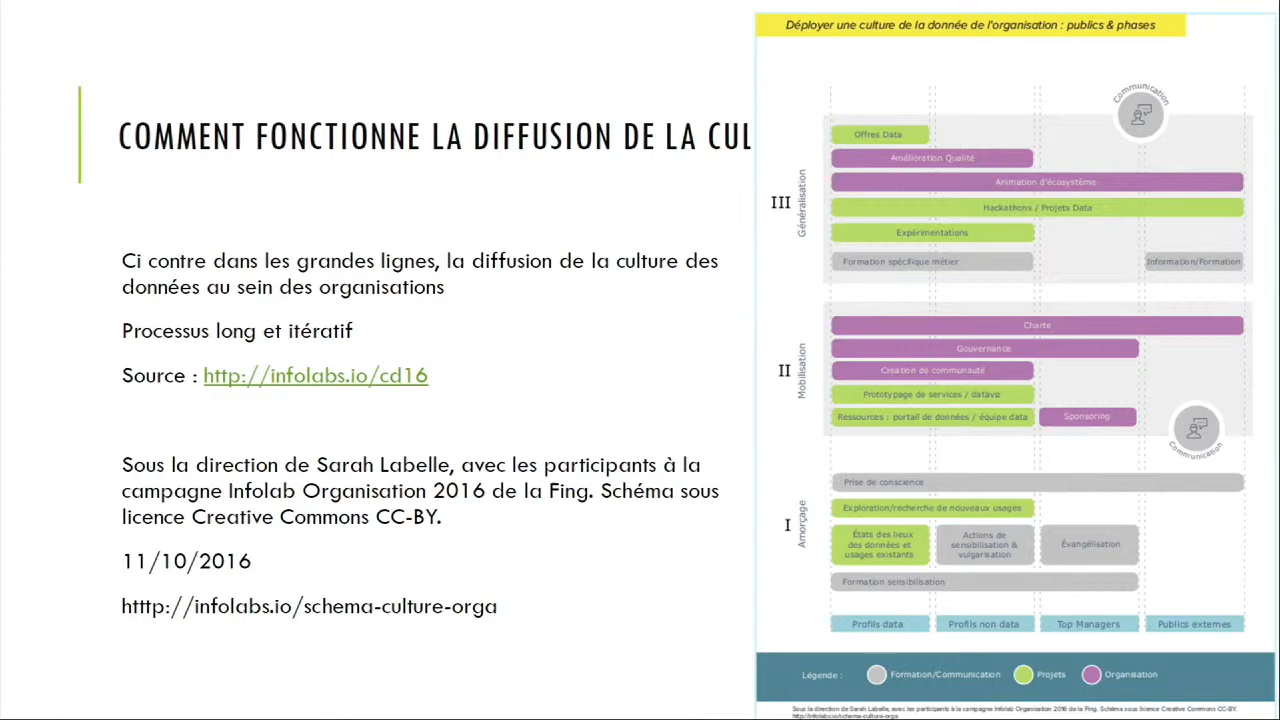 COMMENT FONCTIONNE LA DIFFUSION DE LA CUL
Ci contre dans les grandes lignes, la diffusion de la culture des
données au sein des organisations
Processus long et itératif
Source : http://infolabs.io/cd16
Sous la direction de Sarah Labelle, avec les participants à la
campagne Infolab Organisation 2016 de la Fing. Schéma sous
licence Creative Commons CC-BY.
11/10/2016
htttp://infolabs.io/schema-culture-orga
Déployer une culture de la donnée de l'organisation : publics & phases
Communication
III
Généralisation
Offres Data
Amélioration Qualité
Animation d'écosystème
Hackathons / Projets Data
Expérimentations
Formation spécifique métier
Information/Formation
II
Mobilisation
Charte
Gouvernance
Création de communauté
Prototypage de services / dataviz
Ressources : portail de données / équipe data
Sponsoring
Communication
I
Amorçage
Prise de conscience
Exploration/recherche de nouveaux usages
États des lieux
des données et
usages existants
Actions de
sensibilisation &
vulgarisation
Évangélisation
Formation sensibilisation
Profils data
Profils non data
Top Managers
Publics externes
Légende :
Formation/Communication
Projets
Organisation
Sous la direction de Sarah Labelle, avec les participants à la campagne Infolab Organisation 2016 de la Fing. Schéma sous licence Creative Commons CC-BY.
http://infolabs.io/schema-culture-orga